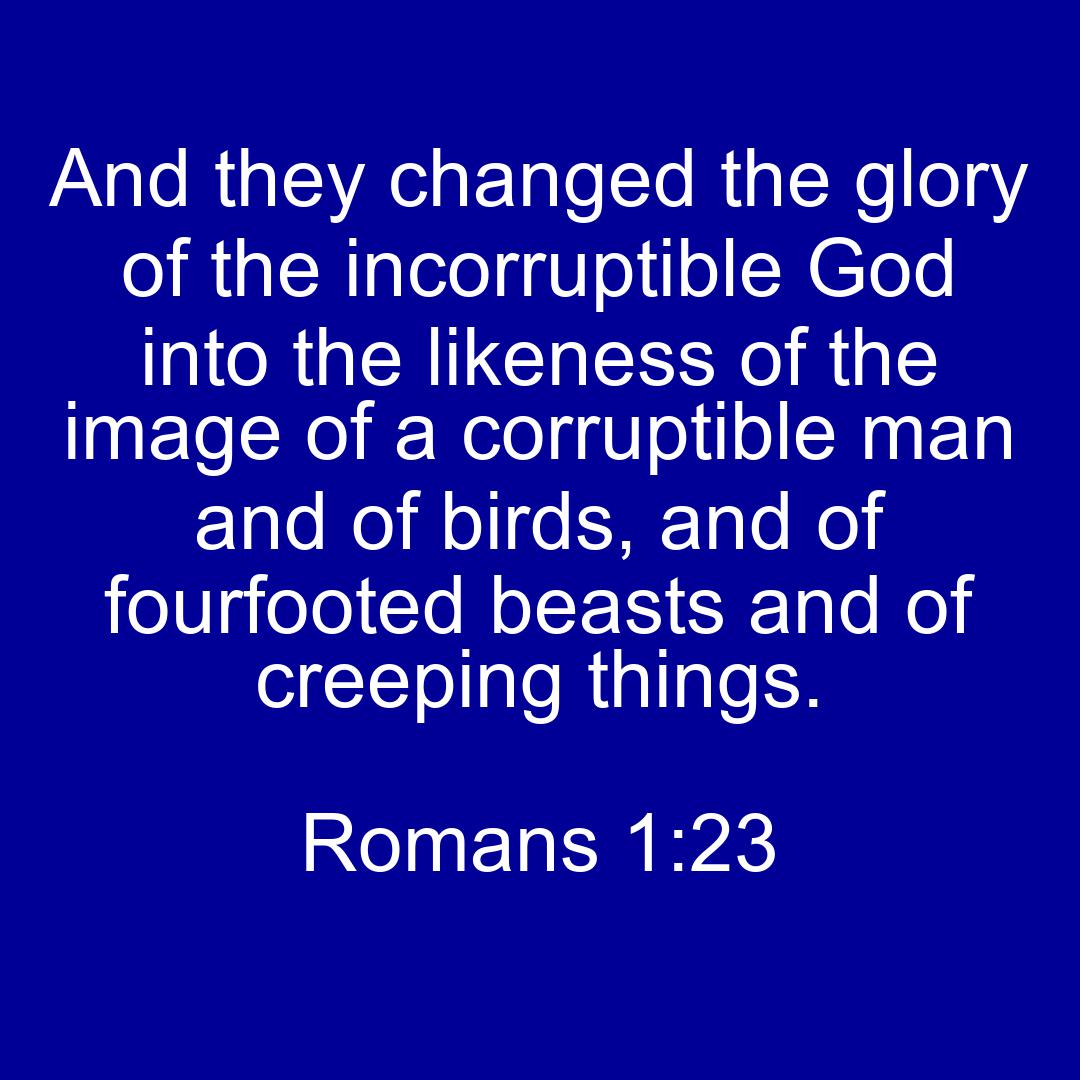 And they changed the glory
of the incorruptible God
into the likeness of the
image of a corruptible man
and of birds, and of
fourfooted beasts and of
creeping things.
Romans 1:23